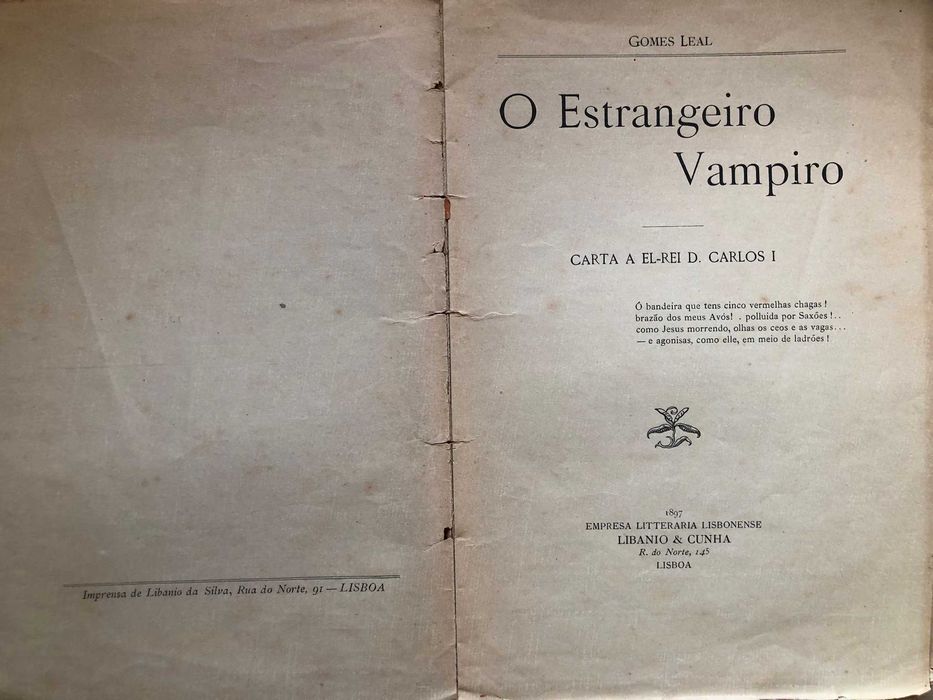 Imprensa de Libanio da Silva, Rua do Norte, 91 — LISBOA
GOMES LEAL
O Estrangeiro
Vampiro
CARTA A EL-REI D. CARLOS I
Ó bandeira que tens cinco vermelhas chagas !
brazão dos meus Avós! . polluida por Saxões !..
como Jesus morrendo, olhas os ceos e as vagas...
— e agonisas, como elle, em meio de ladrões !
1897
EMPRESA LITTERARIA LISBONENSE
LIBANIO & CUNHA
R. do Norte, 145
LISBOA